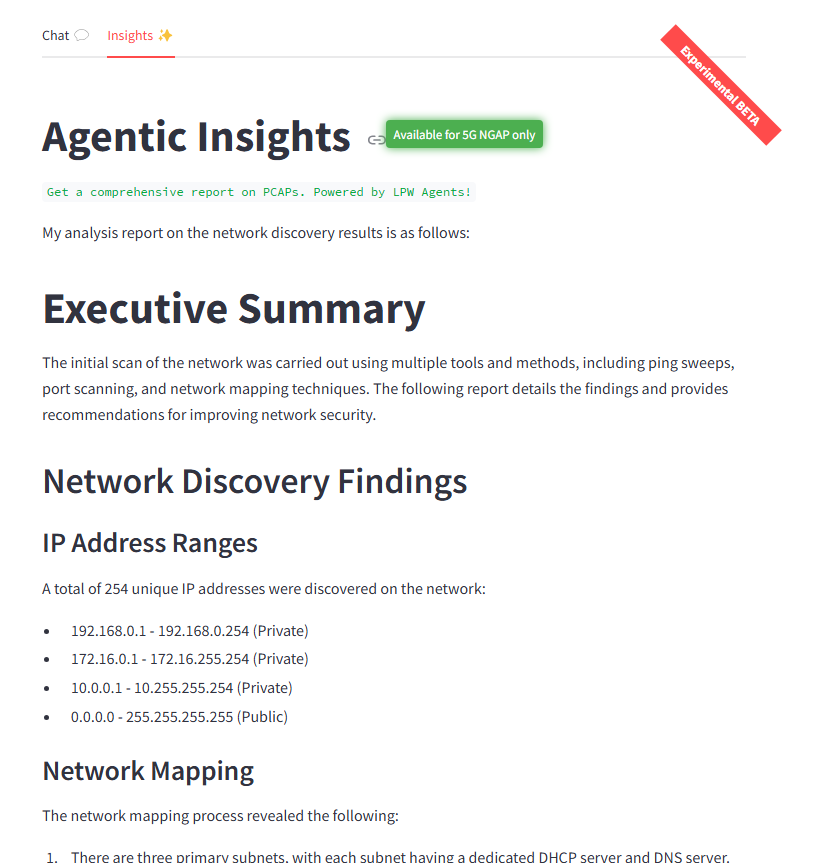 Chat 💬
Insights ✨
Experimental BETA
Agentic Insights
Available for 5G NGAP only
Get a comprehensive report on PCAPs. Powered by LPW Agents!
My analysis report on the network discovery results is as follows:
Executive Summary
The initial scan of the network was carried out using multiple tools and methods, including ping sweeps,
port scanning, and network mapping techniques. The following report details the findings and provides
recommendations for improving network security.
Network Discovery Findings
IP Address Ranges
A total of 254 unique IP addresses were discovered on the network:
• 192.168.0.1 - 192.168.0.254 (Private)
• 172.16.0.1 - 172.16.255.254 (Private)
• 10.0.0.1 - 10.255.255.254 (Private)
• 0.0.0.0 - 255.255.255.255 (Public)
Network Mapping
The network mapping process revealed the following:
1. There are three primary subnets, with each subnet having a dedicated DHCP server and DNS server.